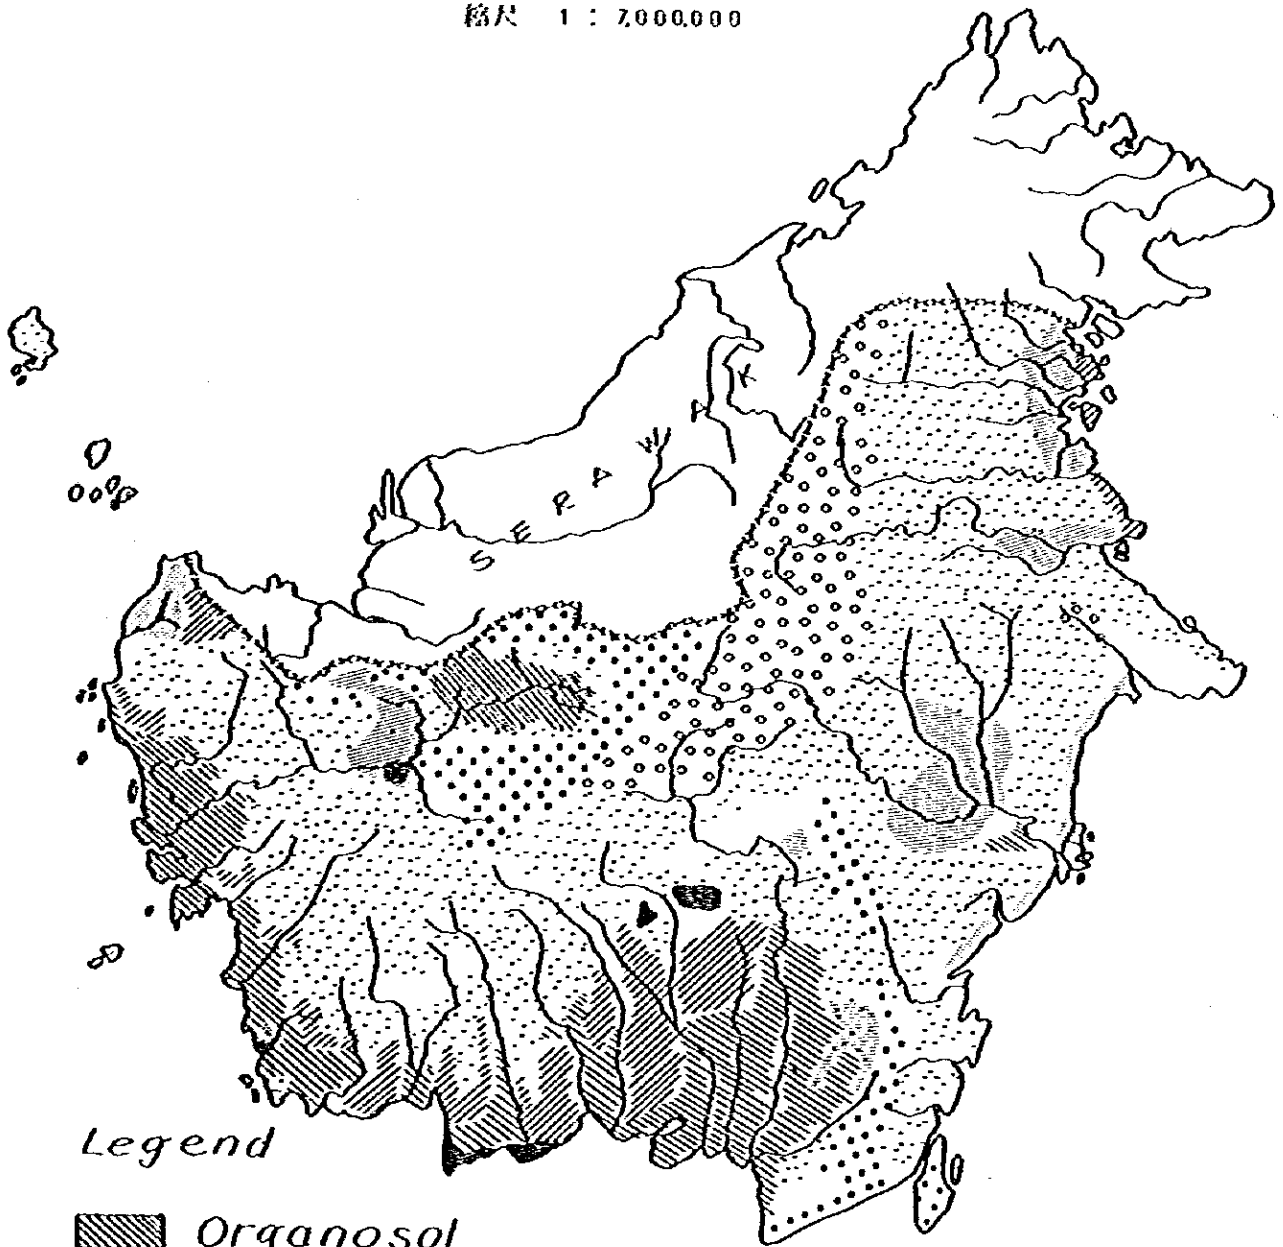 縮尺 1 : 7,000,000
SERAWAK
Legend
Organosol